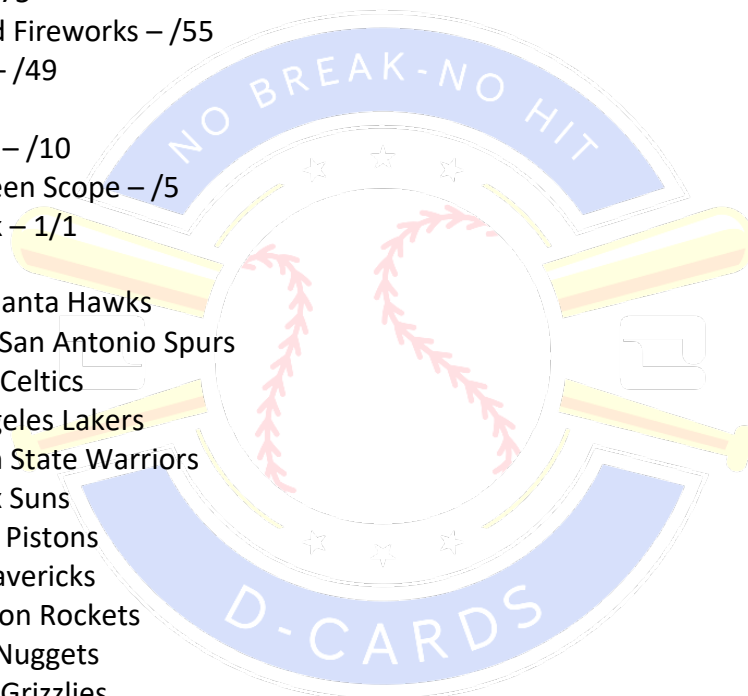 d Fireworks – /55
– /49
– /10
een Scope – /5
– 1/1
anta Hawks
San Antonio Spurs
Celtics
geles Lakers
State Warriors
Suns
Pistons
avericks
on Rockets
Nuggets
Grizzlies
NO BREAK-NO HIT
D-CARDS